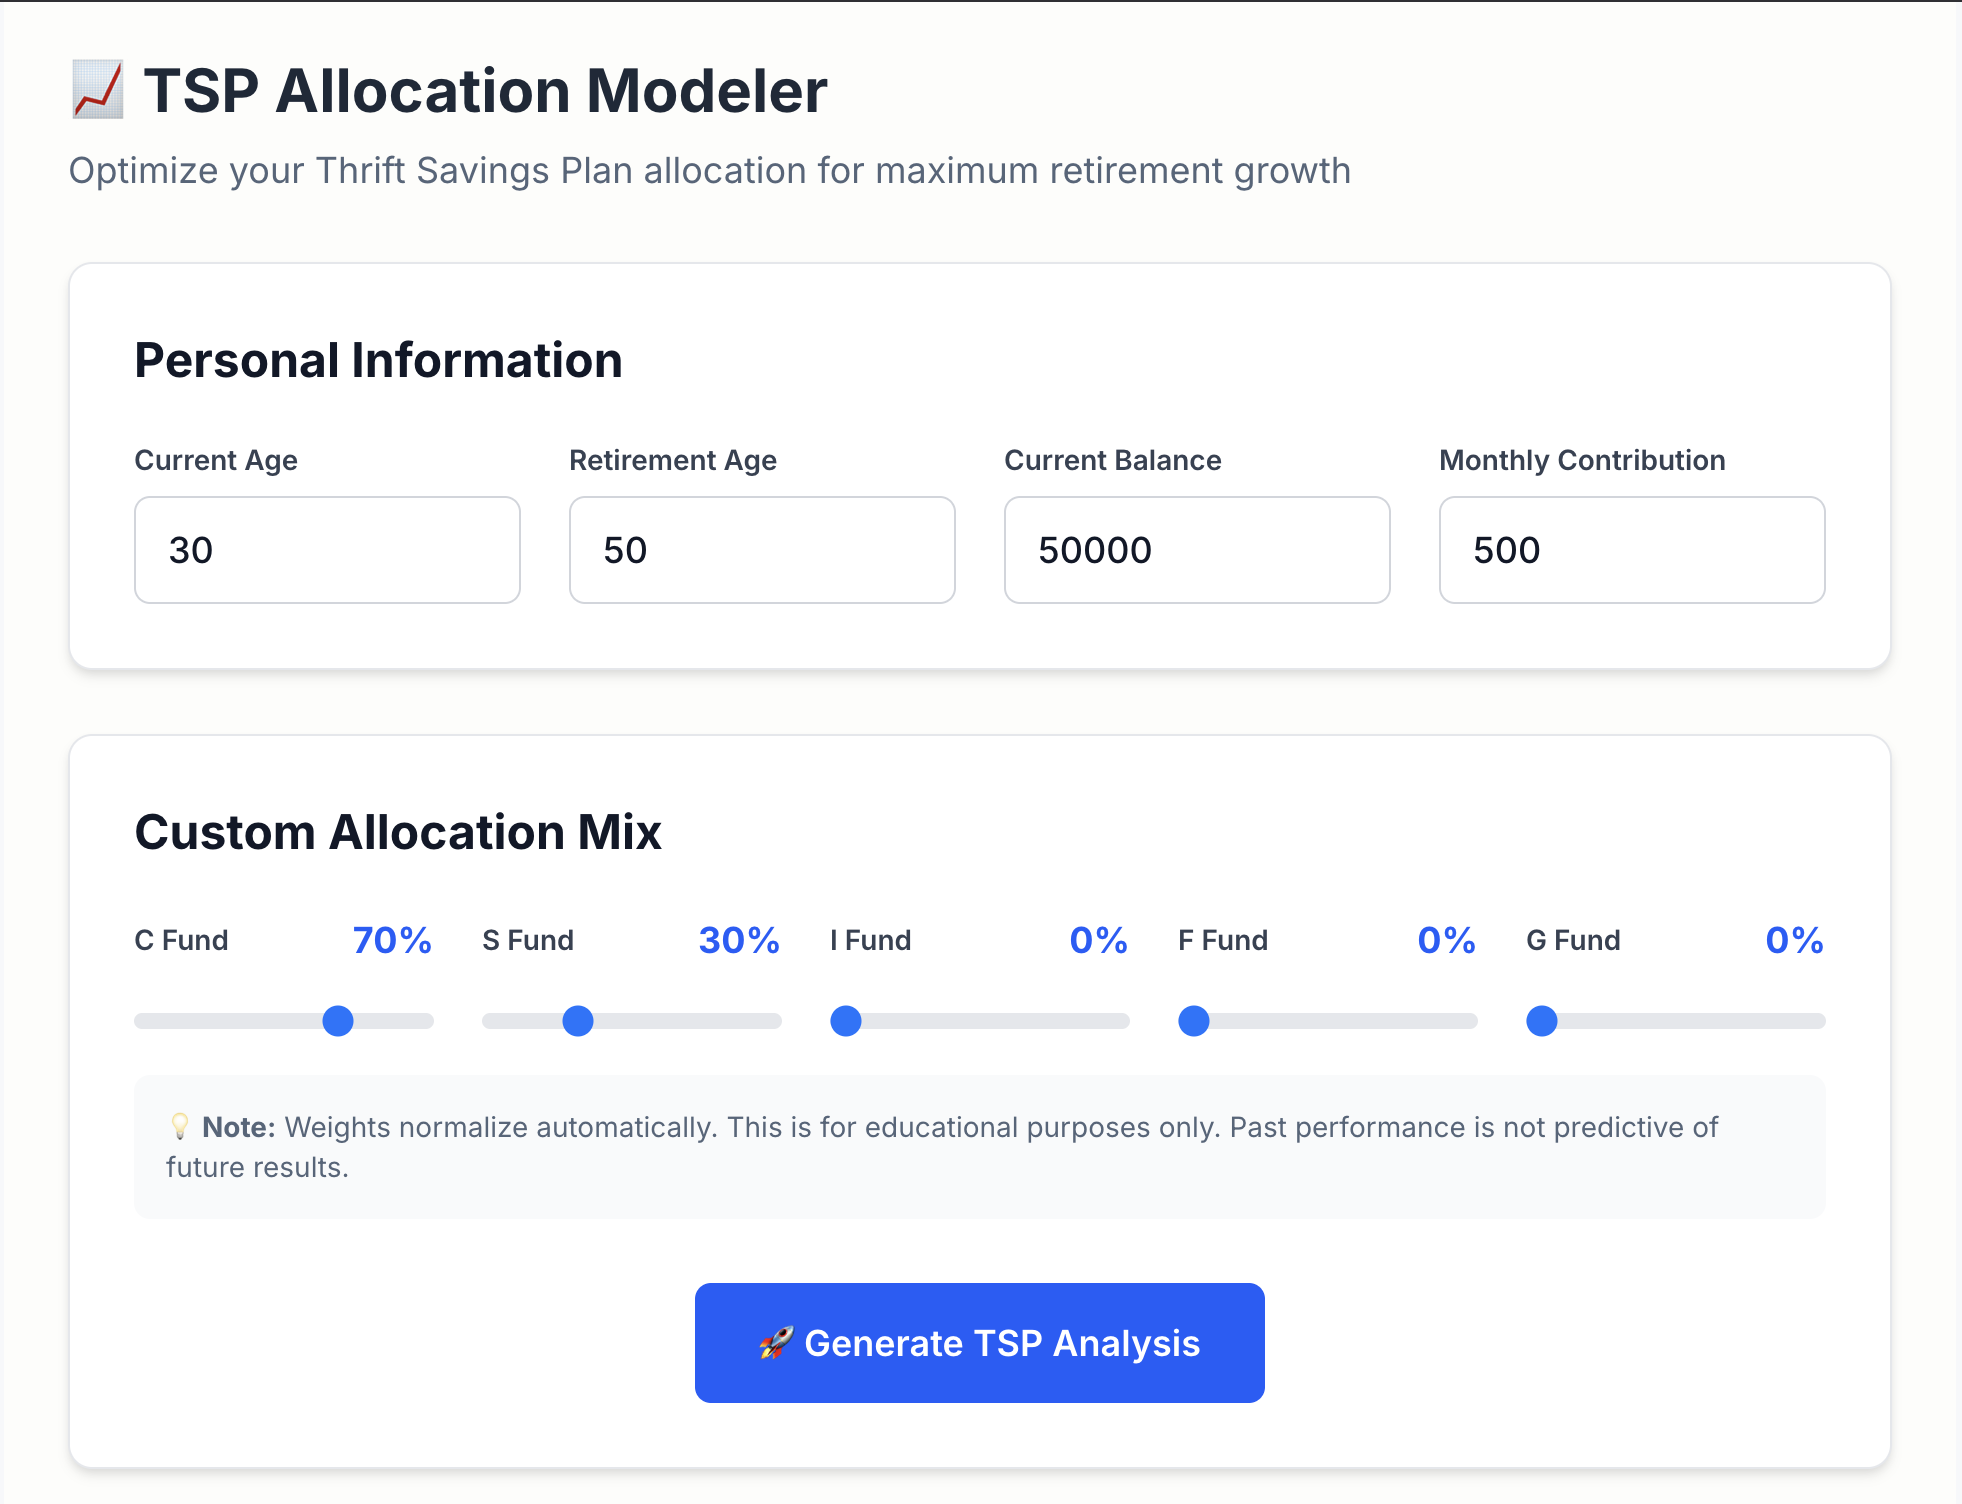 📈 TSP Allocation Modeler
Optimize your Thrift Savings Plan allocation for maximum retirement growth
Personal Information
Current Age
30
Retirement Age
50
Current Balance
50000
Monthly Contribution
500
Custom Allocation Mix
C Fund 70%
S Fund 30%
I Fund 0%
F Fund 0%
G Fund 0%
💡 Note: Weights normalize automatically. This is for educational purposes only. Past performance is not predictive of
future results.
🚀 Generate TSP Analysis